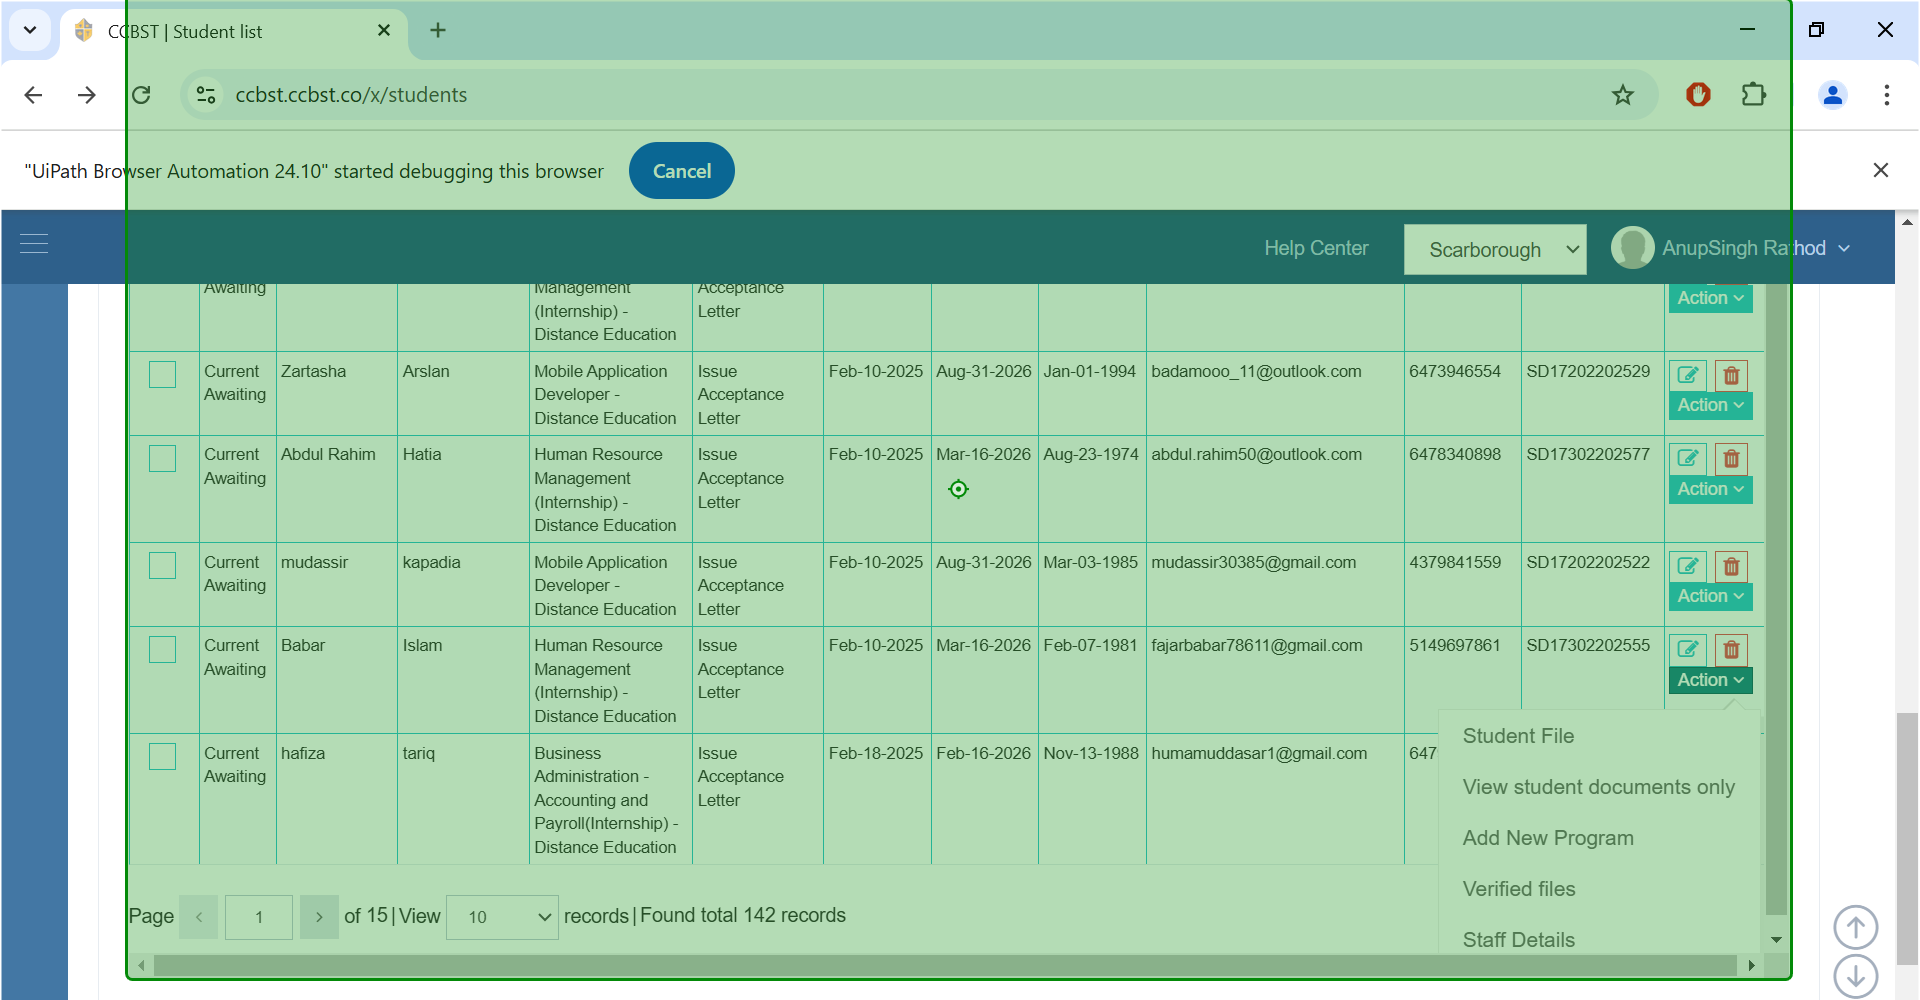 CCBST | Student list
ccbst.ccbst.co/x/students
"UiPath Browser Automation 24.10" started debugging this browser
Cancel
Help Center
Scarborough
AnupSingh Rathod
Awaiting
Management
(Internship) -
Distance Education
Acceptance
Letter
Action
Current
Awaiting
Zartasha
Arslan
Mobile Application
Developer -
Distance Education
Issue
Acceptance
Letter
Feb-10-2025
Aug-31-2026
Jan-01-1994
badamooo_11@outlook.com
6473946554
SD17202202529
Action
Current
Awaiting
Abdul Rahim
Hatia
Human Resource
Management
(Internship) -
Distance Education
Issue
Acceptance
Letter
Feb-10-2025
Mar-16-2026
Aug-23-1974
abdul.rahim50@outlook.com
6478340898
SD17302202577
Action
Current
Awaiting
mudassir
kapadia
Mobile Application
Developer -
Distance Education
Issue
Acceptance
Letter
Feb-10-2025
Aug-31-2026
Mar-03-1985
mudassir30385@gmail.com
4379841559
SD17202202522
Action
Current
Awaiting
Babar
Islam
Human Resource
Management
(Internship) -
Distance Education
Issue
Acceptance
Letter
Feb-10-2025
Mar-16-2026
Feb-07-1981
fajarbabar78611@gmail.com
5149697861
SD17302202555
Action
Current
Awaiting
hafiza
tariq
Business
Administration -
Accounting and
Payroll(Internship) -
Distance Education
Issue
Acceptance
Letter
Feb-18-2025
Feb-16-2026
Nov-13-1988
humamuddasar1@gmail.com
647
Student File
View student documents only
Add New Program
Verified files
Staff Details
Page 1 of 15 | View 10 records | Found total 142 records